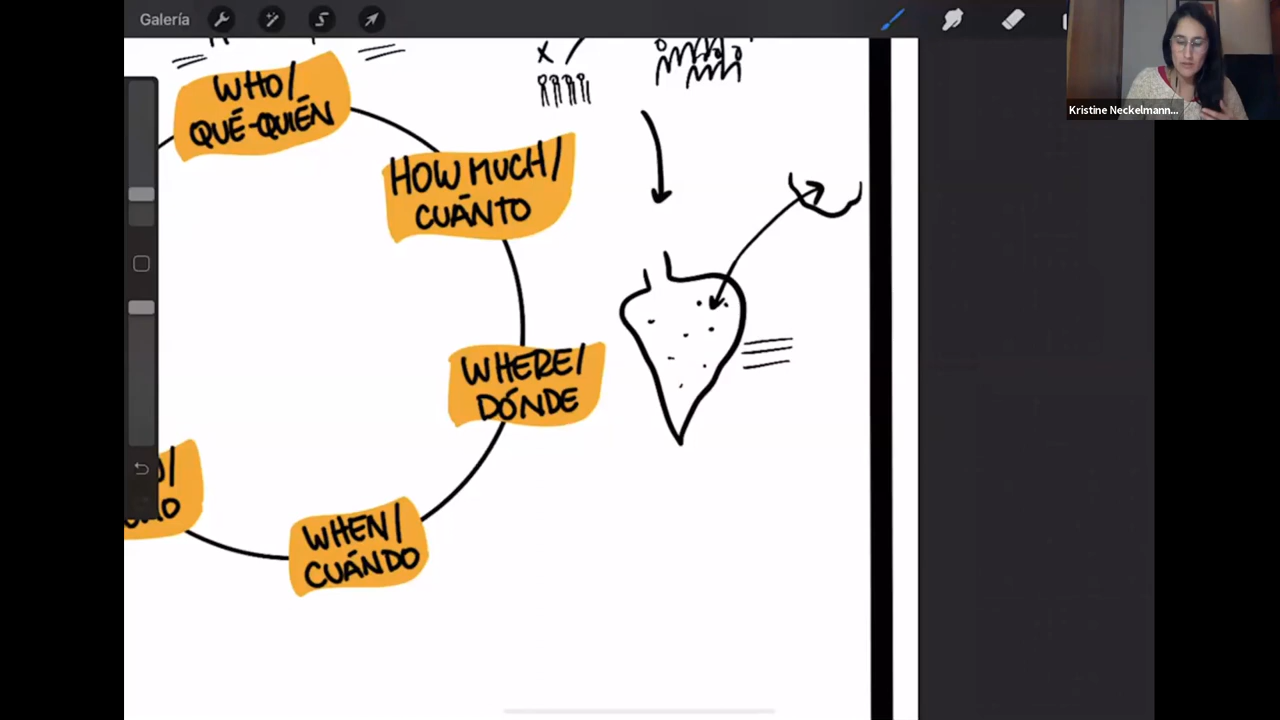 Galería
Kristine Neckelmann...
WHO/
QUÉ-QUIÉN
HOW MUCH/
CUÁNTO
WHERE/
DÓNDE
WHEN/
CUÁNDO